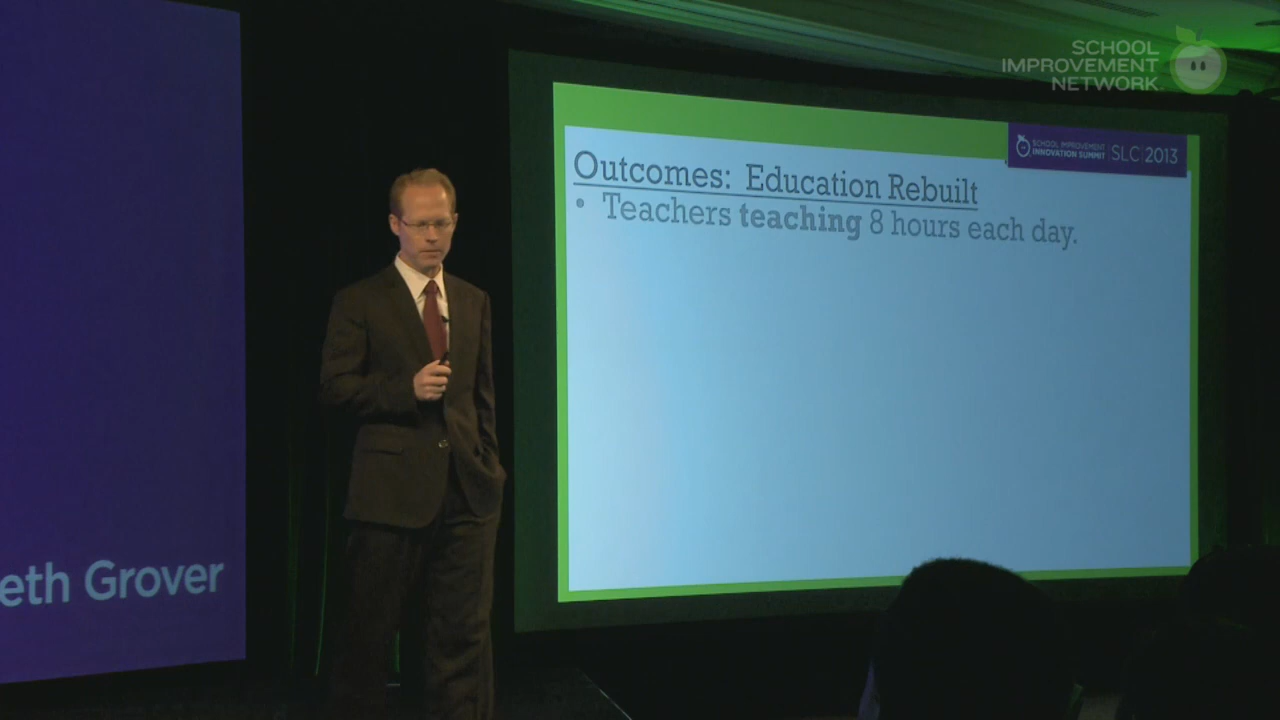 SCHOOL
IMPROVEMENT
NETWORK
SCHOOL IMPROVEMENT
INNOVATION SUMMIT
SLC 2013
Outcomes: Education Rebuilt
• Teachers teaching 8 hours each day.
eth Grover